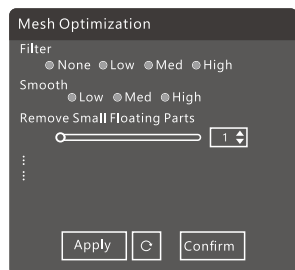 Mesh Optimization
Filter
None Low Med High
Smooth
Low Med High
Remove Small Floating Parts
1
Apply Confirm